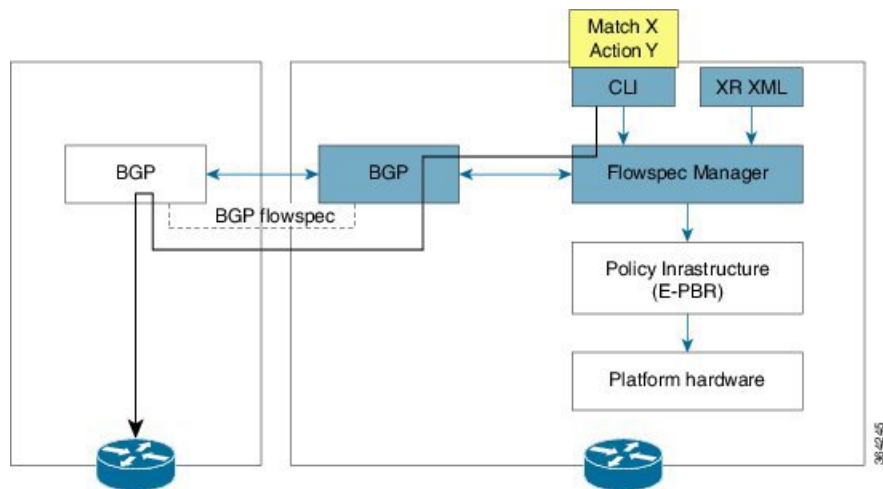 Match X
Action Y
CLI
XR XML
BGP
BGP
Flowspec Manager
BGP flowspec
Policy Inrastructure
(E-PBR)
Platform hardware
364245